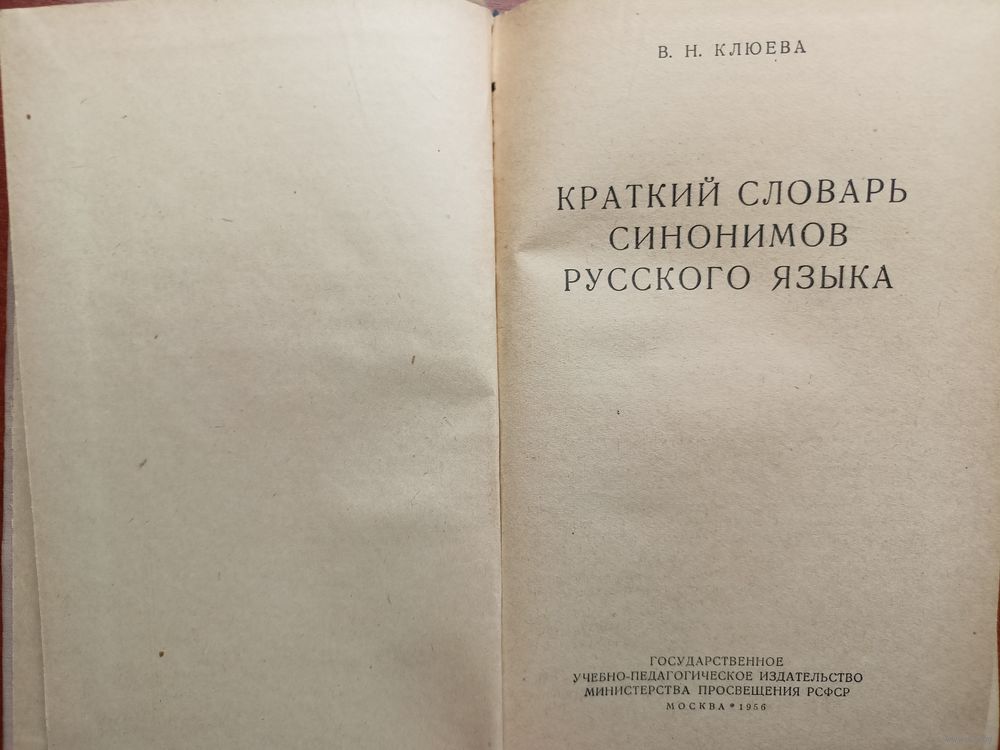 В. Н. КЛЮЕВА
КРАТКИЙ СЛОВАРЬ
СИНОНИМОВ
РУССКОГО ЯЗЫКА
ГОСУДАРСТВЕННОЕ
УЧЕБНО-ПЕДАГОГИЧЕСКОЕ ИЗДАТЕЛЬСТВО
МИНИСТЕРСТВА ПРОСВЕЩЕНИЯ РСФСР
МОСКВА * 1956